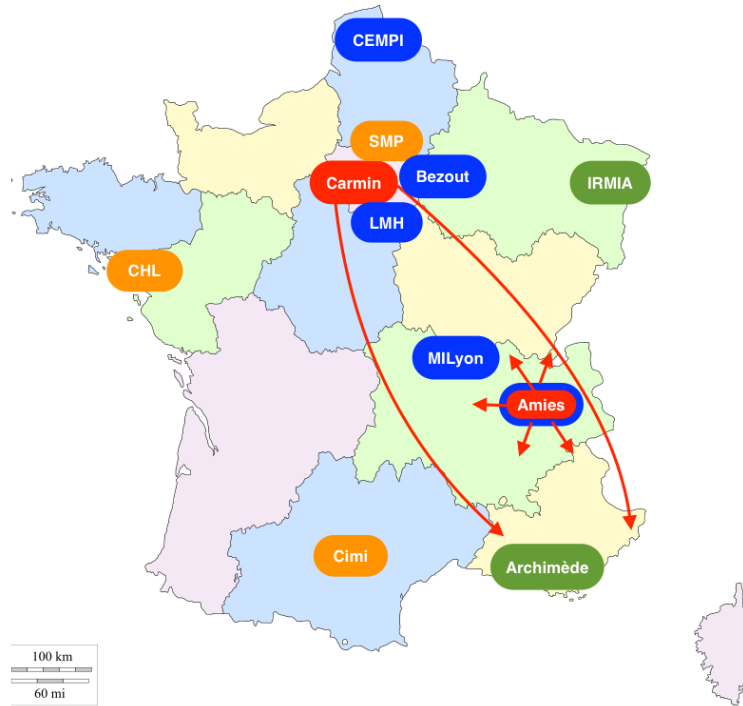 CEMPI
SMP
Carmin
Bezout
IRMIA
LMH
CHL
MILyon
Amies
Cimi
Archimède
100 km
60 mi